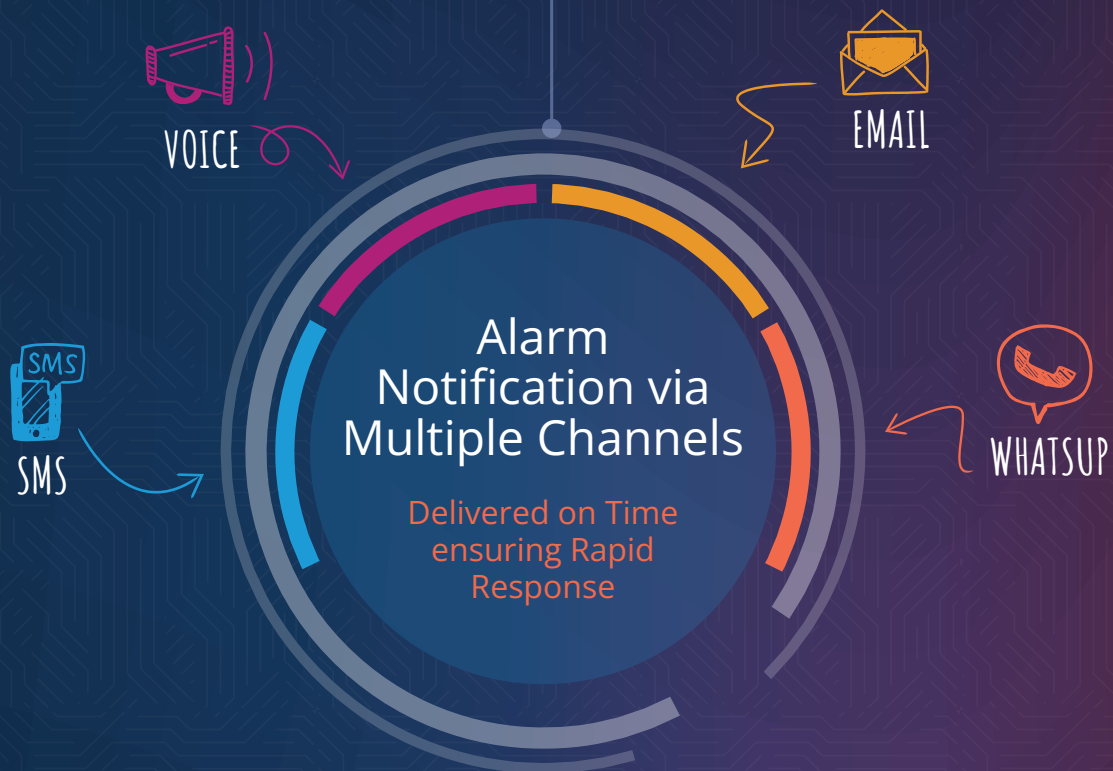 VOICE
EMAIL
SMS
SMS
WHATSUP
Alarm
Notification via
Multiple Channels
Delivered on Time
ensuring Rapid
Response